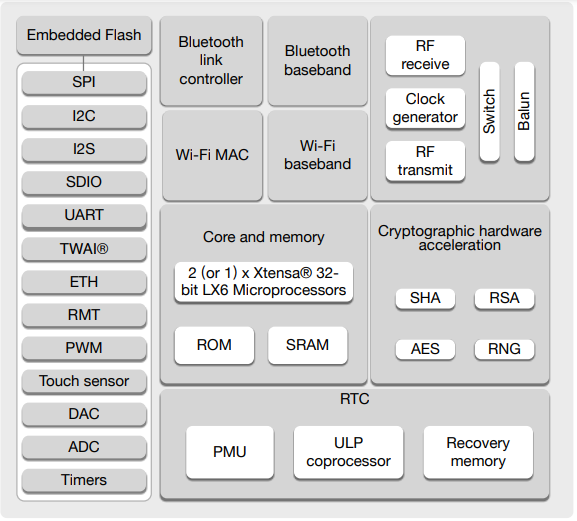 Embedded Flash
SPI
I2C
I2S
SDIO
UART
TWAI®
ETH
RMT
PWM
Touch sensor
DAC
ADC
Timers
Bluetooth
link
controller
Bluetooth
baseband
Wi-Fi MAC
Wi-Fi
baseband
RF
receive
Clock
generator
RF
transmit
Switch
Balun
Core and memory
2 (or 1) x Xtensa® 32-
bit LX6 Microprocessors
ROM
SRAM
Cryptographic hardware
acceleration
SHA
RSA
AES
RNG
RTC
PMU
ULP
coprocessor
Recovery
memory